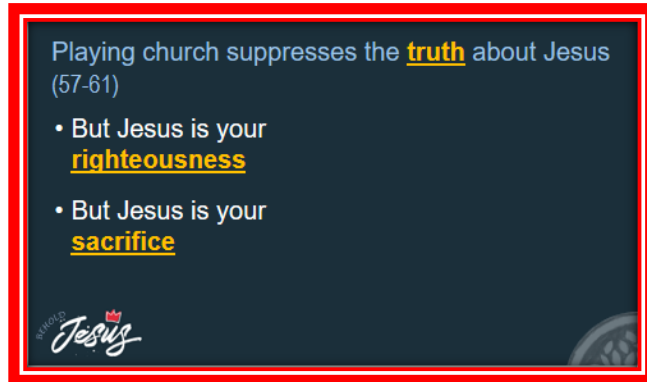 Playing church suppresses the truth about Jesus
(57-61)
• But Jesus is your
righteousness
• But Jesus is your
sacrifice
BEHOLD
Jesus